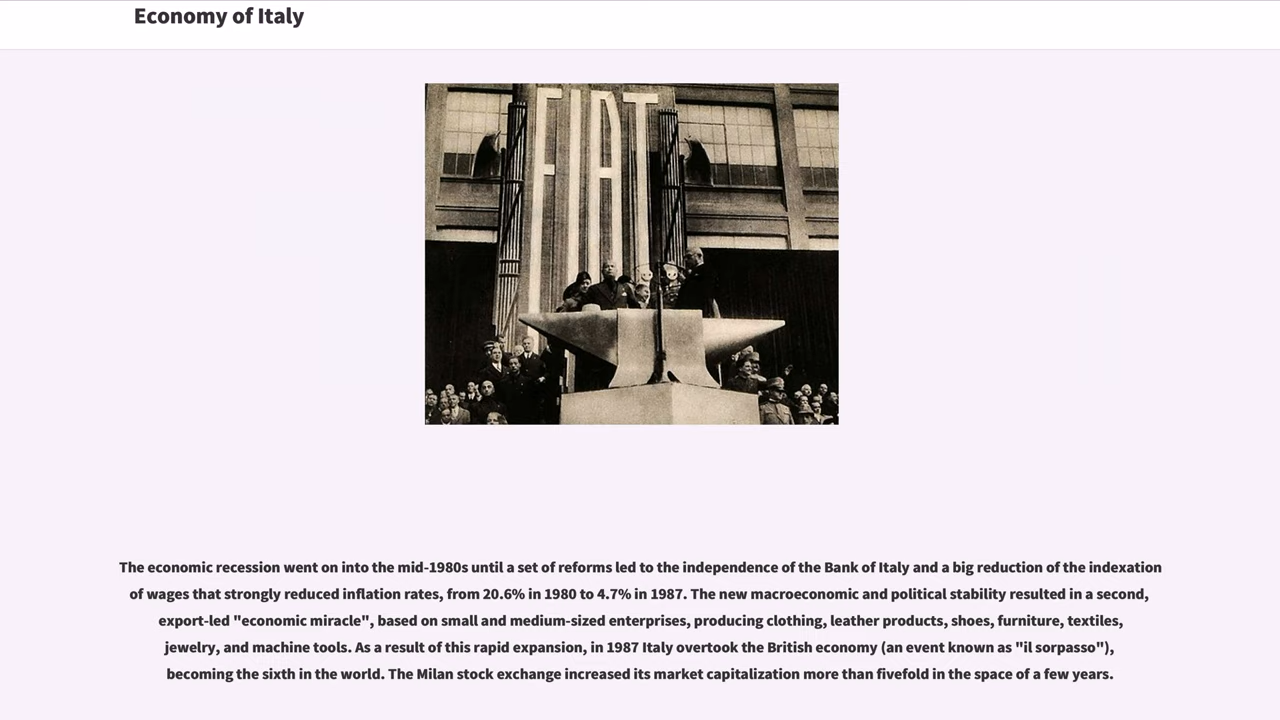 Economy of Italy
FIAT
The economic recession went on into the mid-1980s until a set of reforms led to the independence of the Bank of Italy and a big reduction of the indexation
of wages that strongly reduced inflation rates, from 20.6% in 1980 to 4.7% in 1987. The new macroeconomic and political stability resulted in a second,
export-led "economic miracle", based on small and medium-sized enterprises, producing clothing, leather products, shoes, furniture, textiles,
jewelry, and machine tools. As a result of this rapid expansion, in 1987 Italy overtook the British economy (an event known as "il sorpasso"),
becoming the sixth in the world. The Milan stock exchange increased its market capitalization more than fivefold in the space of a few years.